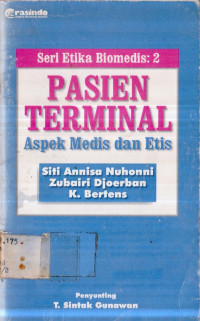 grasindo
Seri Etika Biomedis: 2
PASIEN
TERMINAL
Aspek Medis dan Etis
Siti Annisa Nuhonni
Zubairi Djoerban
K. Bertens
Penyunting
T. Sintak Gunawan